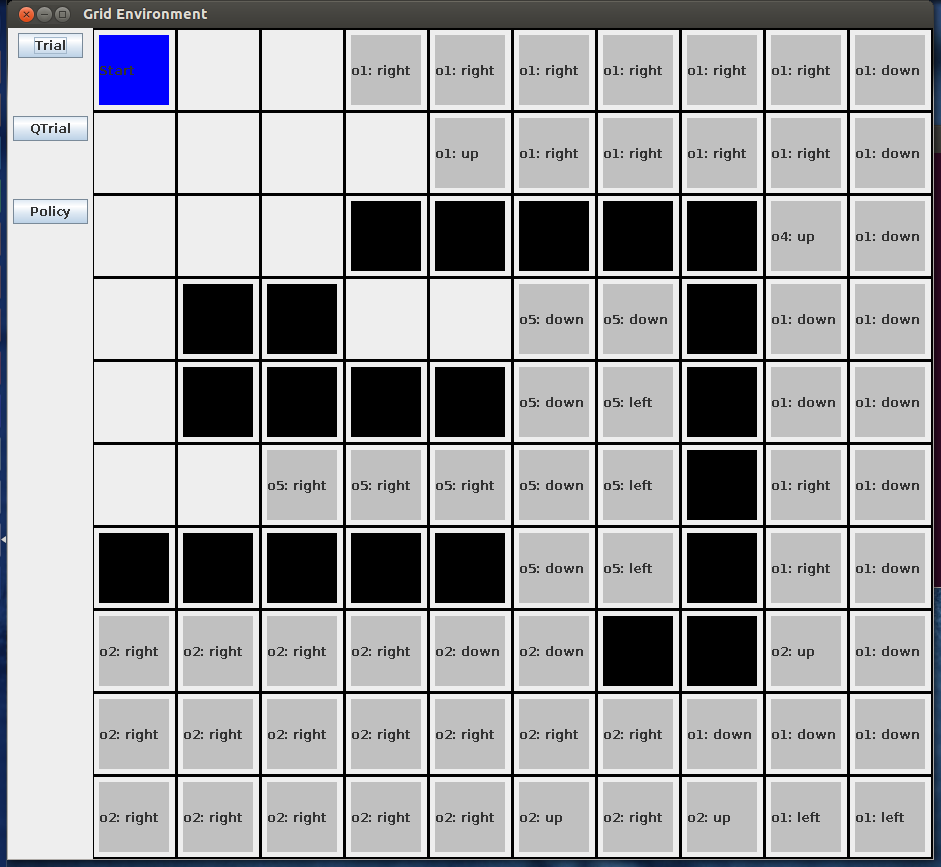 Grid Environment
Trial
Start
o1: right o1: right o1: right o1: right o1: right o1: right o1: down
QTrial
o1: up o1: right o1: right o1: right o1: right o1: down
Policy
o4: up o1: down
o5: down o5: down o1: down o1: down
o5: down o5: left o1: down o1: down
o5: right o5: right o5: right o5: down o5: left o1: right o1: down
o5: down o5: left o1: right o1: down
o2: right o2: right o2: right o2: right o2: down o2: down o2: up o1: down
o2: right o2: right o2: right o2: right o2: right o2: right o2: right o1: down o1: down o1: down
o2: right o2: right o2: right o2: right o2: right o2: up o2: right o2: up o1: left o1: left